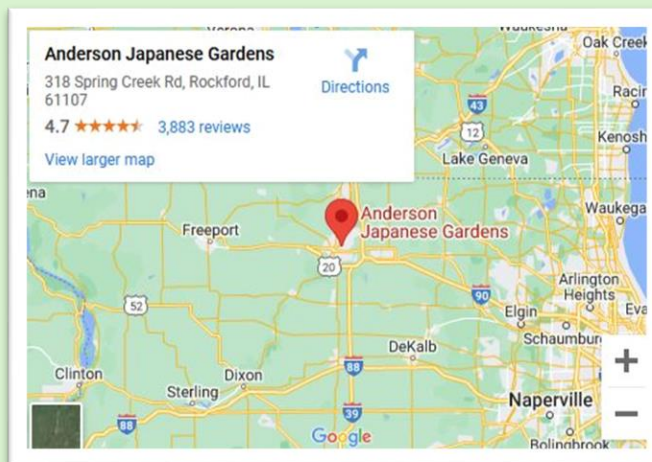 Anderson Japanese Gardens
318 Spring Creek Rd, Rockford, IL
61107
4.7
3,883 reviews
Directions
View larger map
Oak Creek
43
Racin
12
Kenosh
Lake Geneva
Waukega
Anderson
Japanese Gardens
Freeport
20
52
90
Arlington
Heights
Eva
Elgin
Schaumbur
DeKalb
88
Clinton
Dixon
Sterling
88
39
Naperville
Bolingbrook
Google
+
−